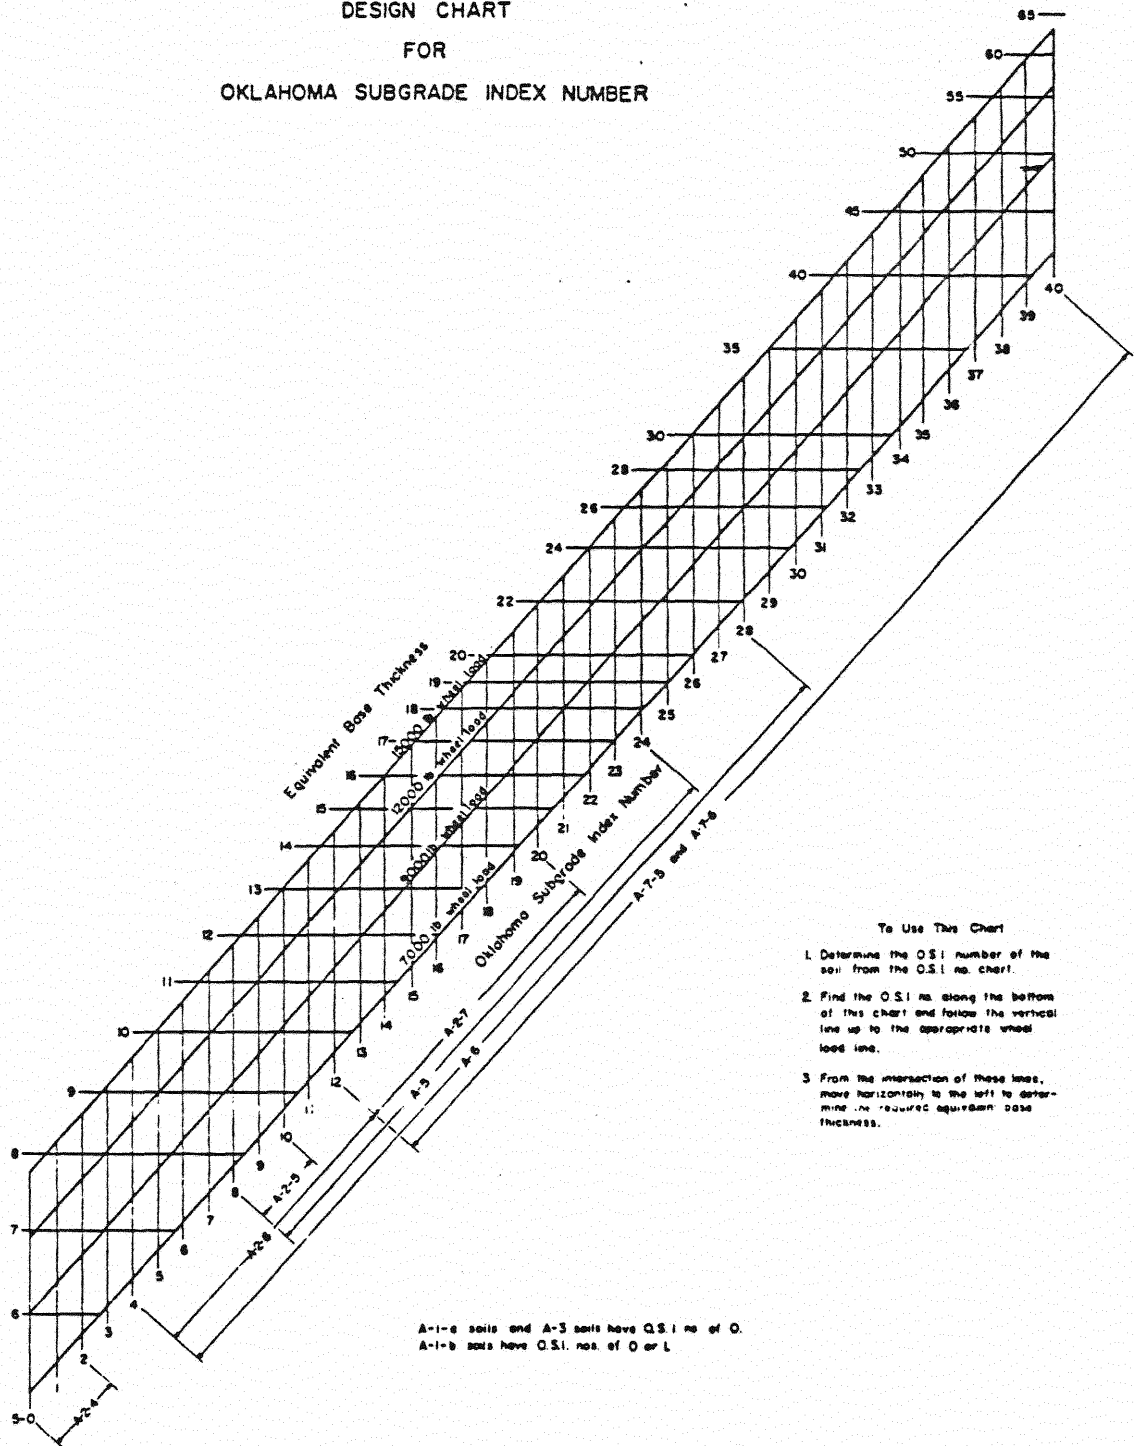 DESIGN CHART
FOR
OKLAHOMA SUBGRADE INDEX NUMBER
65
60
55
50
45
40
35
30
28
26
24
22
20
19
18
17
16
15
14
13
12
11
10
9
8
7
6
5-0
Equivalent Base Thickness
15000 lb wheel load
12000 lb wheel load
9000 lb wheel load
7000 lb wheel load
Oklahoma Subgrade Index Number
40
39
38
37
36
35
34
33
32
31
30
29
28
27
26
25
24
23
22
21
20
19
18
17
16
15
14
13
12
11
10
9
8
7
6
5
4
3
2
1
A-7-5 and A-7-6
A-2-7
A-6
A-5
A-2-5
A-2-6
A-2-4
To Use This Chart
1. Determine the O.S.I. number of the
soil from the O.S.I. no. chart.
2. Find the O.S.I. no. along the bottom
of this chart and follow the vertical
line up to the appropriate wheel
load line.
3 From the intersection of these lines,
move horizontally to the left to deter-
mine the required equivalent base
thickness.
A-1-a soils and A-3 soils have O.S.I. no. of 0.
A-1-b soils have O.S.I. nos. of 0 or 1.